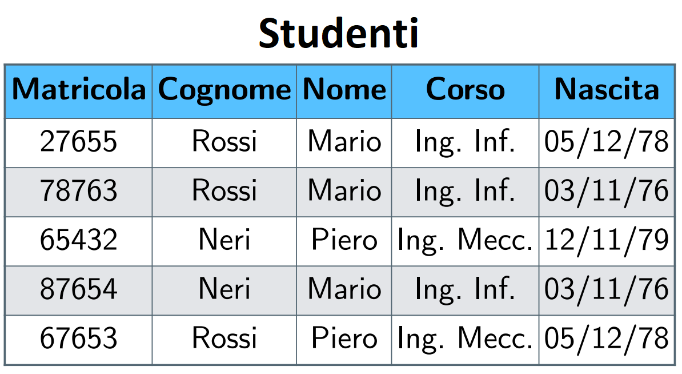 Studenti
Matricola Cognome Nome Corso Nascita
27655 Rossi Mario Ing. Inf. 05/12/78
78763 Rossi Mario Ing. Inf. 03/11/76
65432 Neri Piero Ing. Mecc. 12/11/79
87654 Neri Mario Ing. Inf. 03/11/76
67653 Rossi Piero Ing. Mecc. 05/12/78